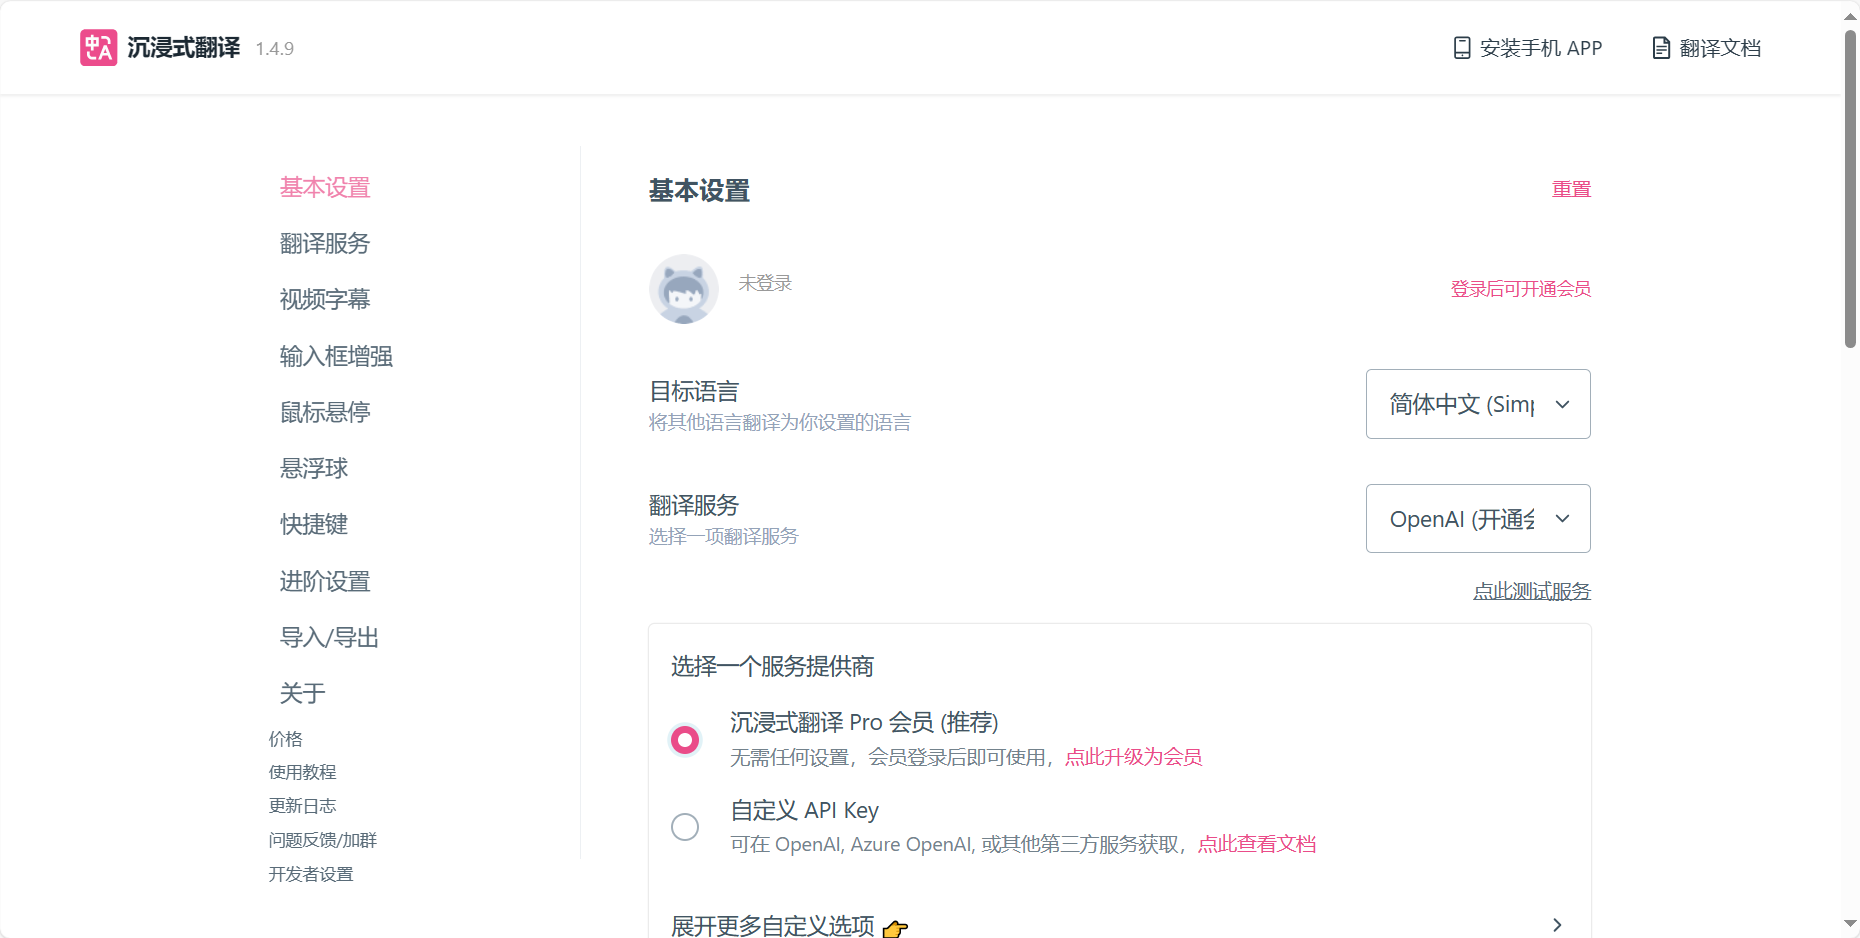 沉浸式翻译 1.4.9
安装手机 APP
翻译文档
基本设置
翻译服务
视频字幕
输入框增强
鼠标悬停
悬浮球
快捷键
进阶设置
导入/导出
关于
价格
使用教程
更新日志
问题反馈/加群
开发者设置
基本设置
重置
未登录
登录后可开通会员
目标语言
将其他语言翻译为你设置的语言
简体中文 (Simp
翻译服务
选择一项翻译服务
OpenAI (开通会
点此测试服务
选择一个服务提供商
沉浸式翻译 Pro 会员 (推荐)
无需任何设置，会员登录后即可使用，点此升级为会员
自定义 API Key
可在 OpenAI, Azure OpenAI, 或其他第三方服务获取，点此查看文档
展开更多自定义选项 👉